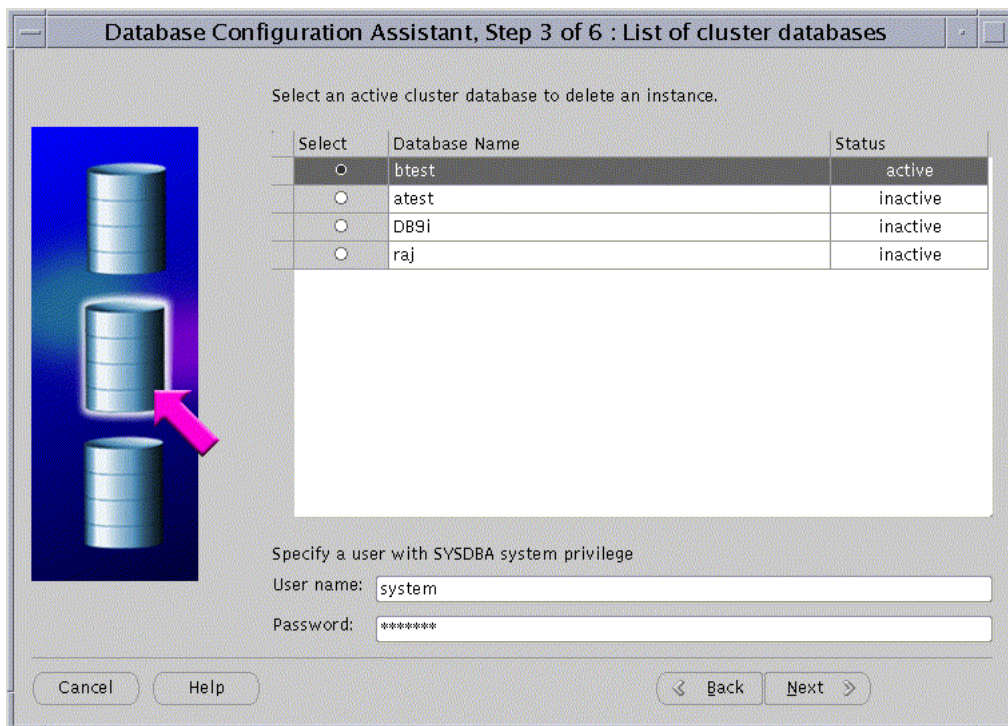 Database Configuration Assistant, Step 3 of 6 : List of cluster databases
Select an active cluster database to delete an instance.
Select Database Name Status
btest active
atest inactive
DB9i inactive
raj inactive
Specify a user with SYSDBA system privilege
User name: system
Password: *******
Cancel Help Back Next